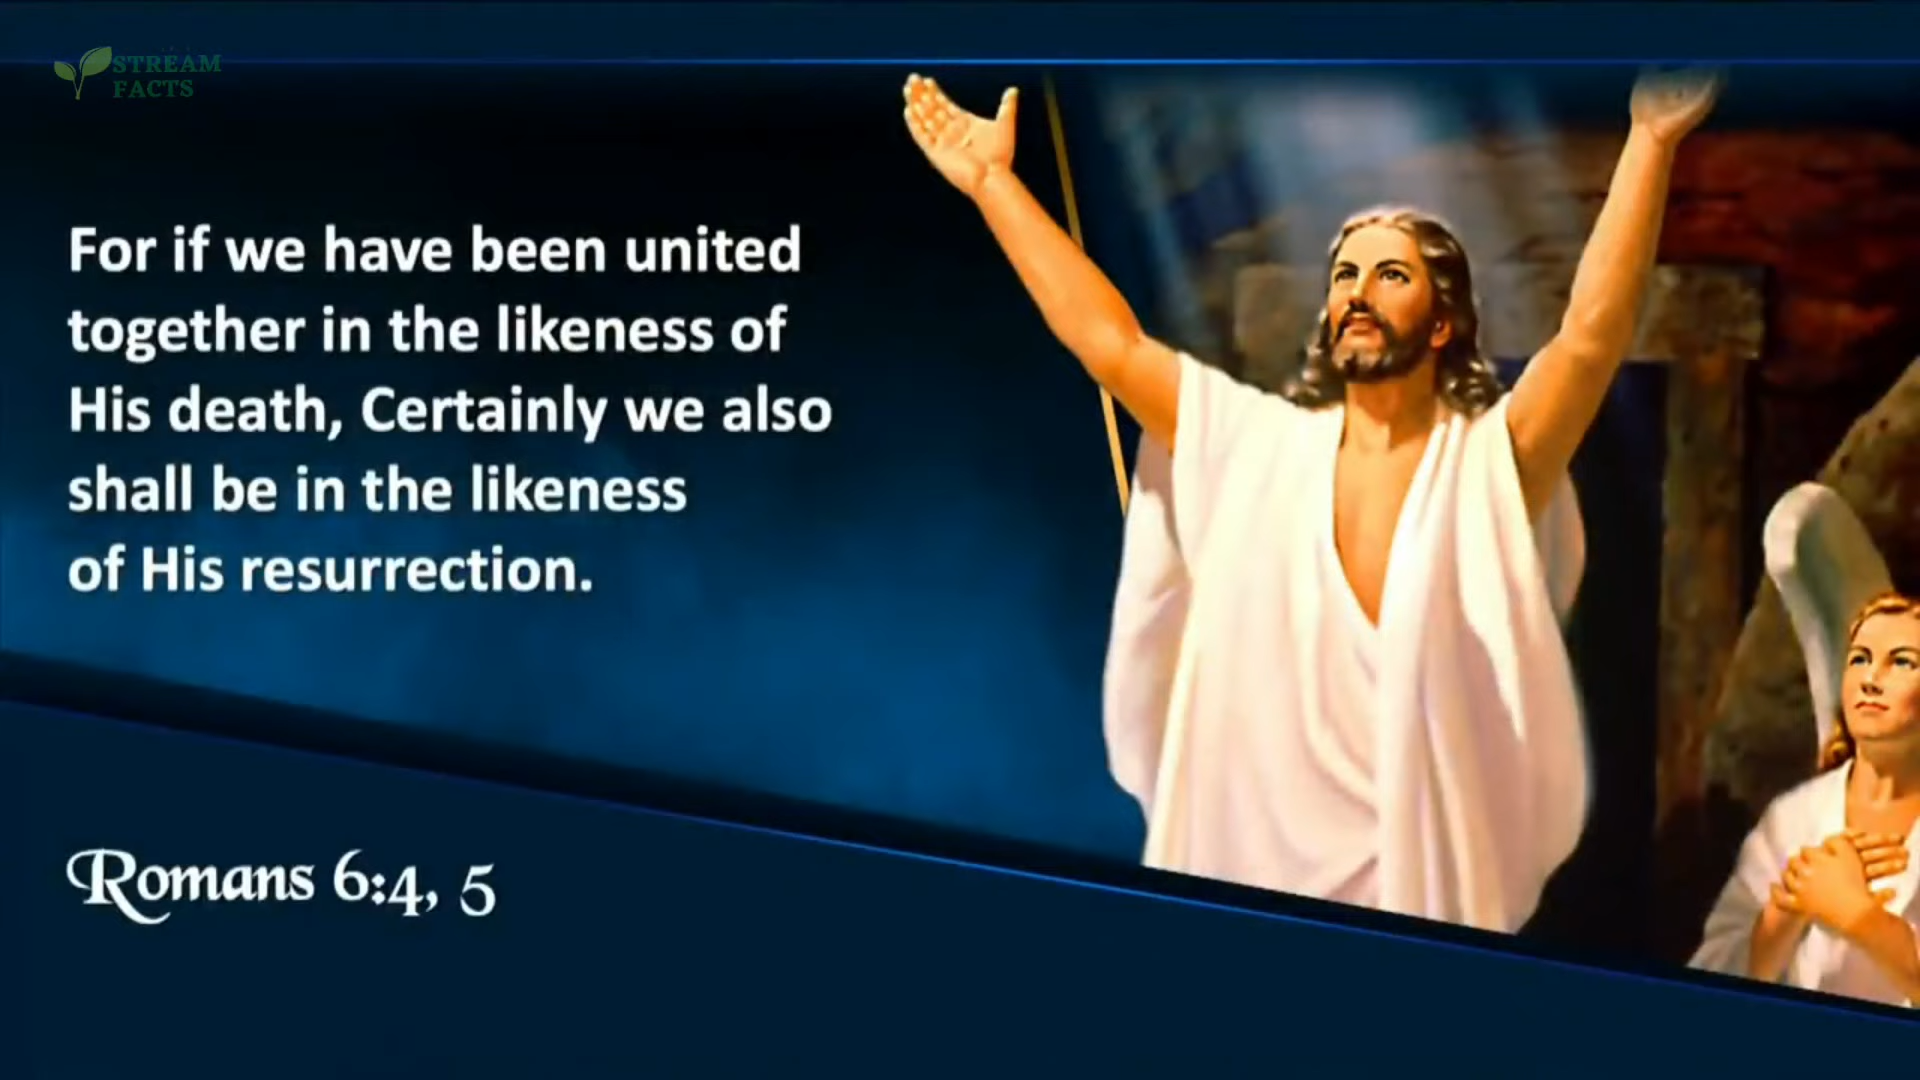 STREAM
FACTS
For if we have been united
together in the likeness of
His death, Certainly we also
shall be in the likeness
of His resurrection.
Romans 6:4, 5